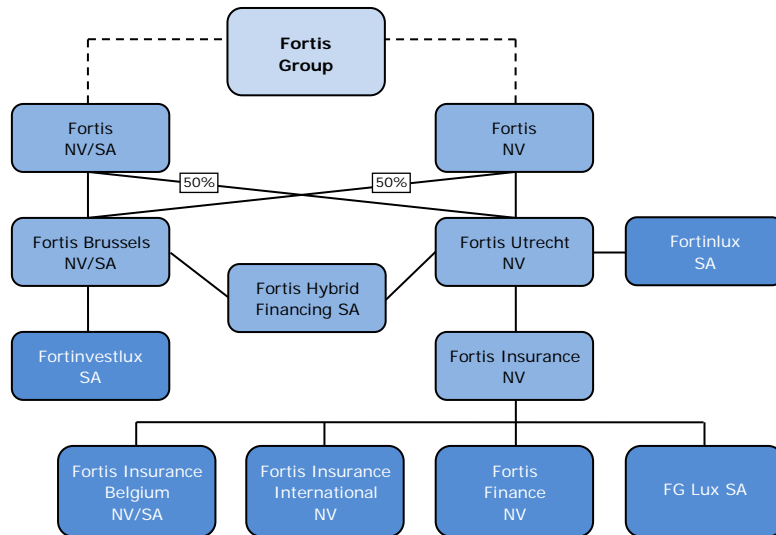 Fortis
Group
Fortis
NV/SA
Fortis
NV
50%
50%
Fortis Brussels
NV/SA
Fortis Utrecht
NV
Fortinlux
SA
Fortis Hybrid
Financing SA
Fortinvestlux
SA
Fortis Insurance
NV
Fortis Insurance
Belgium
NV/SA
Fortis Insurance
International
NV
Fortis
Finance
NV
FG Lux SA